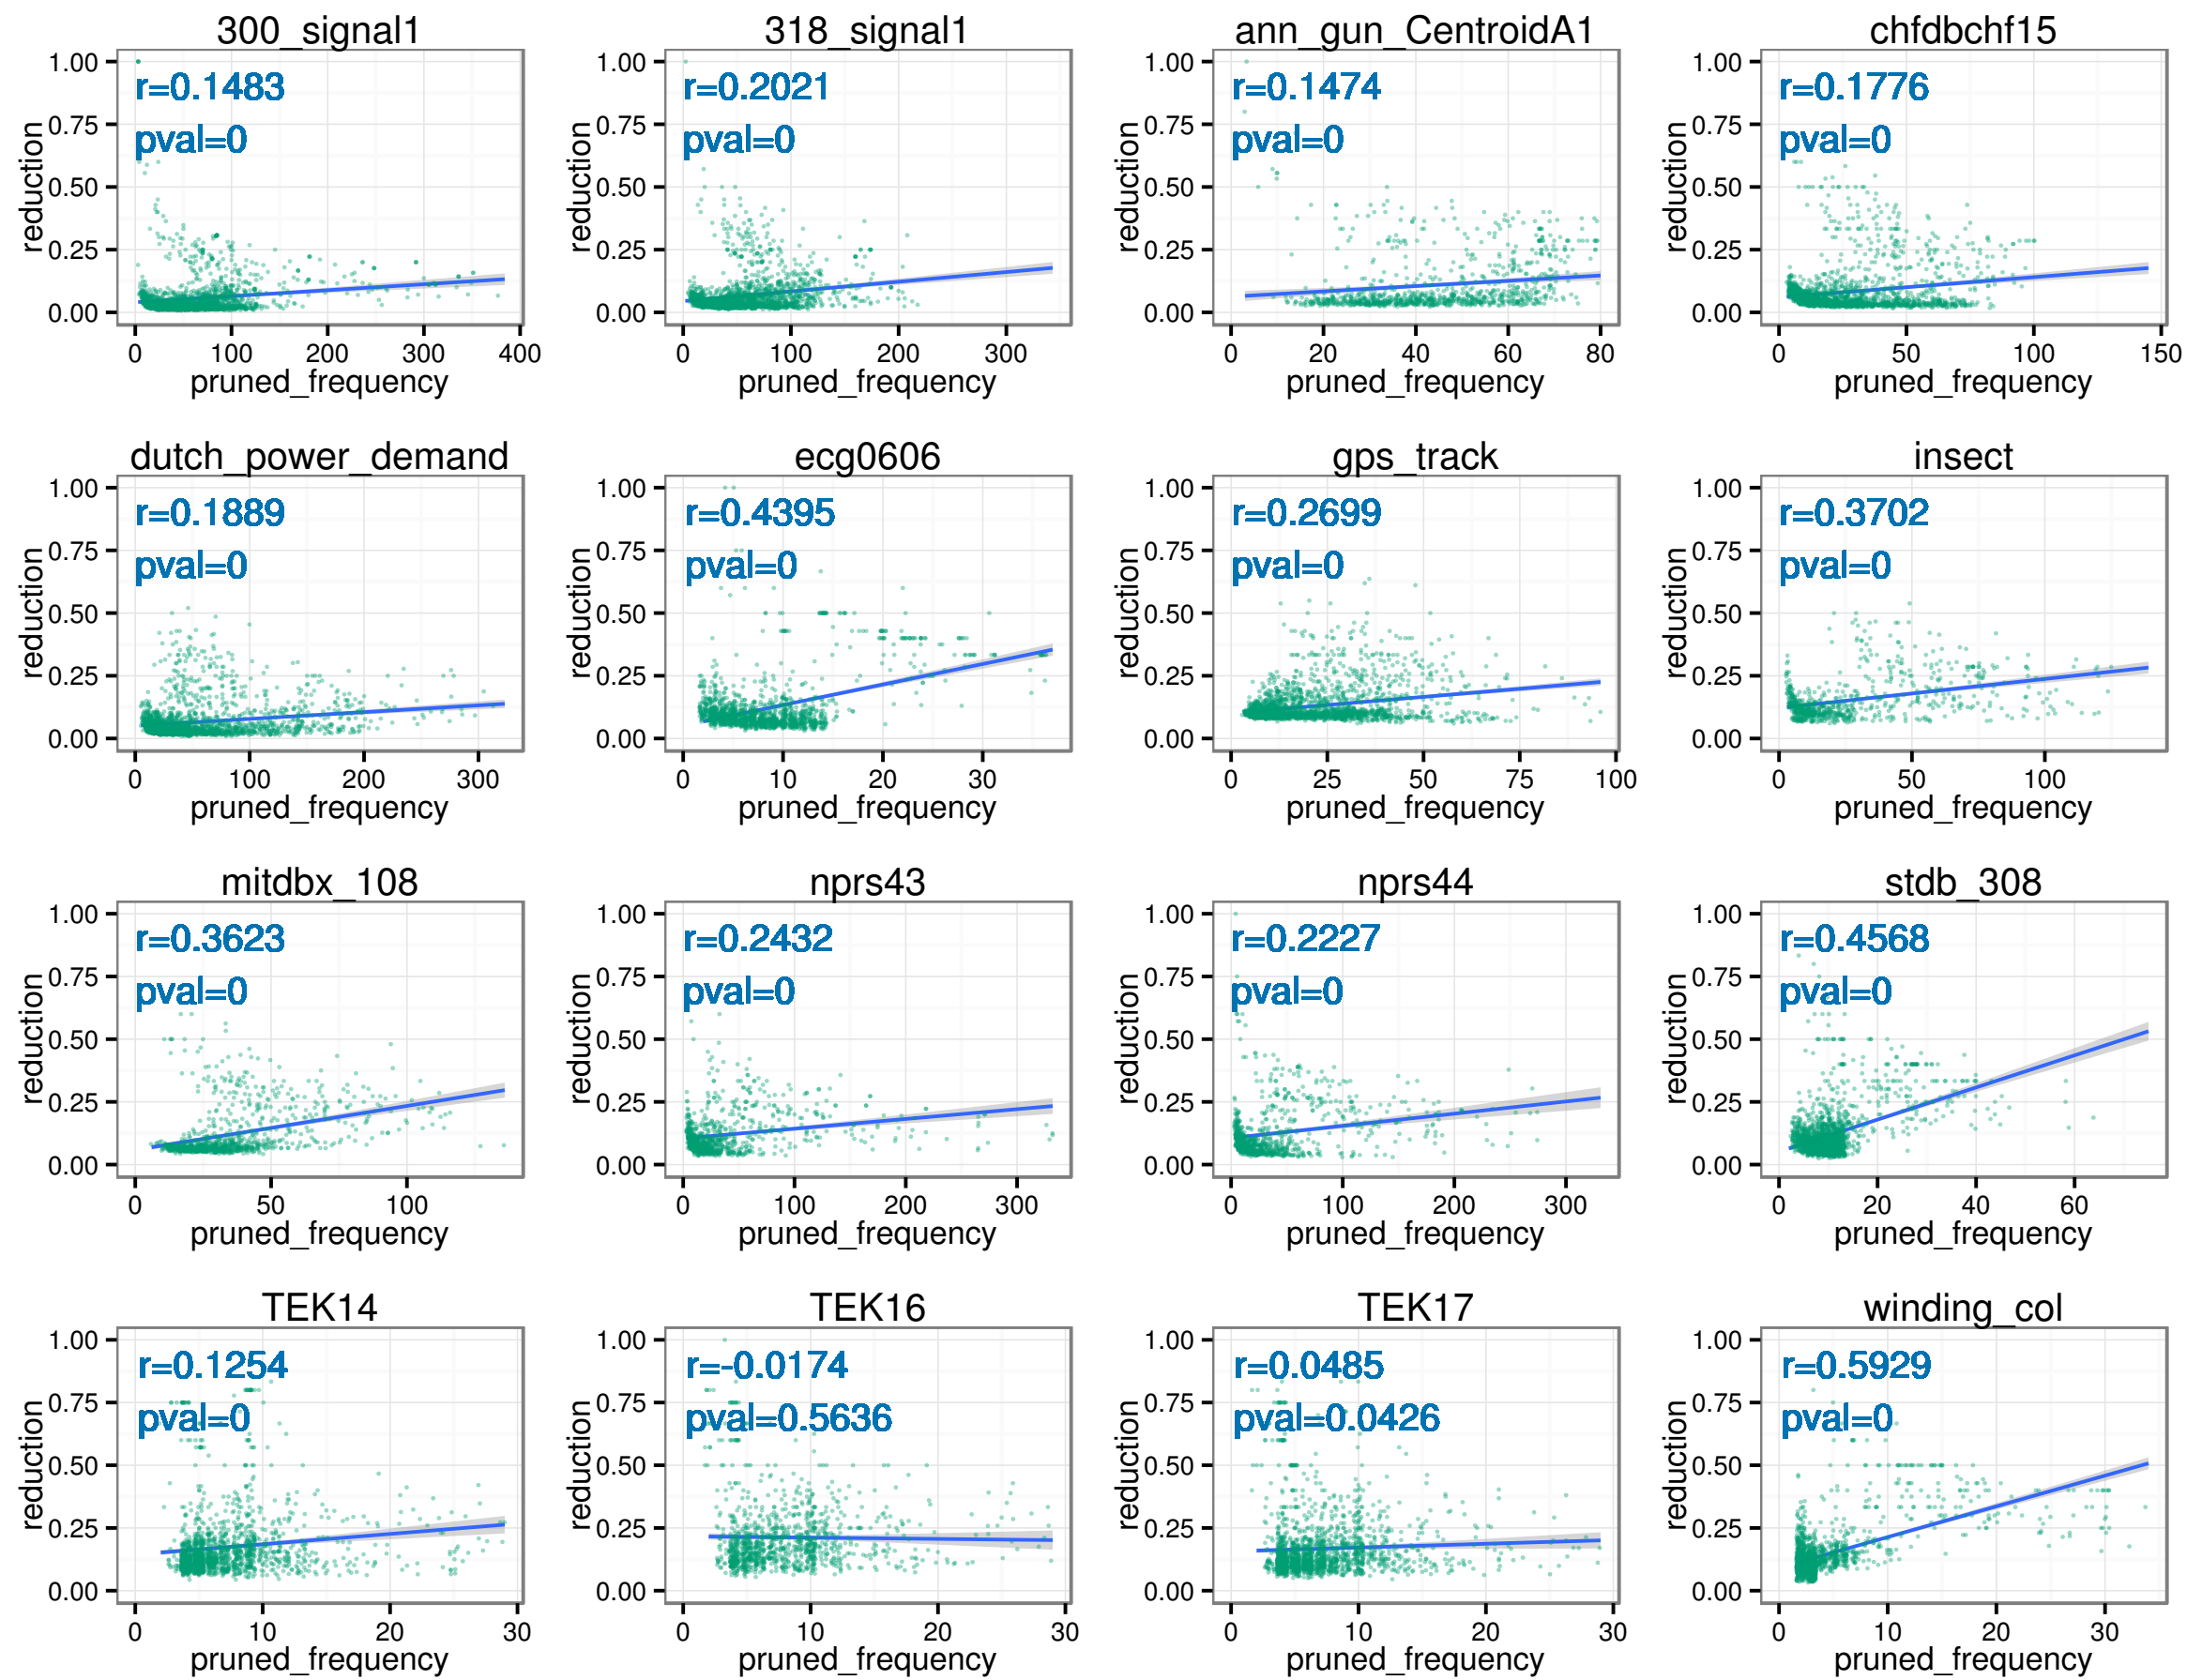 300_signal1
1.00
0.75
0.50
0.25
0.00
reduction
r=0.1483
pval=0
0 100 200 300 400
pruned_frequency
318_signal1
1.00
0.75
0.50
0.25
0.00
reduction
r=0.2021
pval=0
0 100 200 300
pruned_frequency
ann_gun_CentroidA1
1.00
0.75
0.50
0.25
0.00
reduction
r=0.1474
pval=0
0 20 40 60 80
pruned_frequency
chfdbchf15
1.00
0.75
0.50
0.25
0.00
reduction
r=0.1776
pval=0
0 50 100 150
pruned_frequency
dutch_power_demand
1.00
0.75
0.50
0.25
0.00
reduction
r=0.1889
pval=0
0 100 200 300
pruned_frequency
ecg0606
1.00
0.75
0.50
0.25
0.00
reduction
r=0.4395
pval=0
0 10 20 30
pruned_frequency
gps_track
1.00
0.75
0.50
0.25
0.00
reduction
r=0.2699
pval=0
0 25 50 75 100
pruned_frequency
insect
1.00
0.75
0.50
0.25
0.00
reduction
r=0.3702
pval=0
0 50 100
pruned_frequency
mitdbx_108
1.00
0.75
0.50
0.25
0.00
reduction
r=0.3623
pval=0
0 50 100
pruned_frequency
nprs43
1.00
0.75
0.50
0.25
0.00
reduction
r=0.2432
pval=0
0 100 200 300
pruned_frequency
nprs44
1.00
0.75
0.50
0.25
0.00
reduction
r=0.2227
pval=0
0 100 200 300
pruned_frequency
stdb_308
1.00
0.75
0.50
0.25
0.00
reduction
r=0.4568
pval=0
0 20 40 60
pruned_frequency
TEK14
1.00
0.75
0.50
0.25
0.00
reduction
r=0.1254
pval=0
0 10 20 30
pruned_frequency
TEK16
1.00
0.75
0.50
0.25
0.00
reduction
r=-0.0174
pval=0.5636
0 10 20 30
pruned_frequency
TEK17
1.00
0.75
0.50
0.25
0.00
reduction
r=0.0485
pval=0.0426
0 10 20 30
pruned_frequency
winding_col
1.00
0.75
0.50
0.25
0.00
reduction
r=0.5929
pval=0
0 10 20 30
pruned_frequency